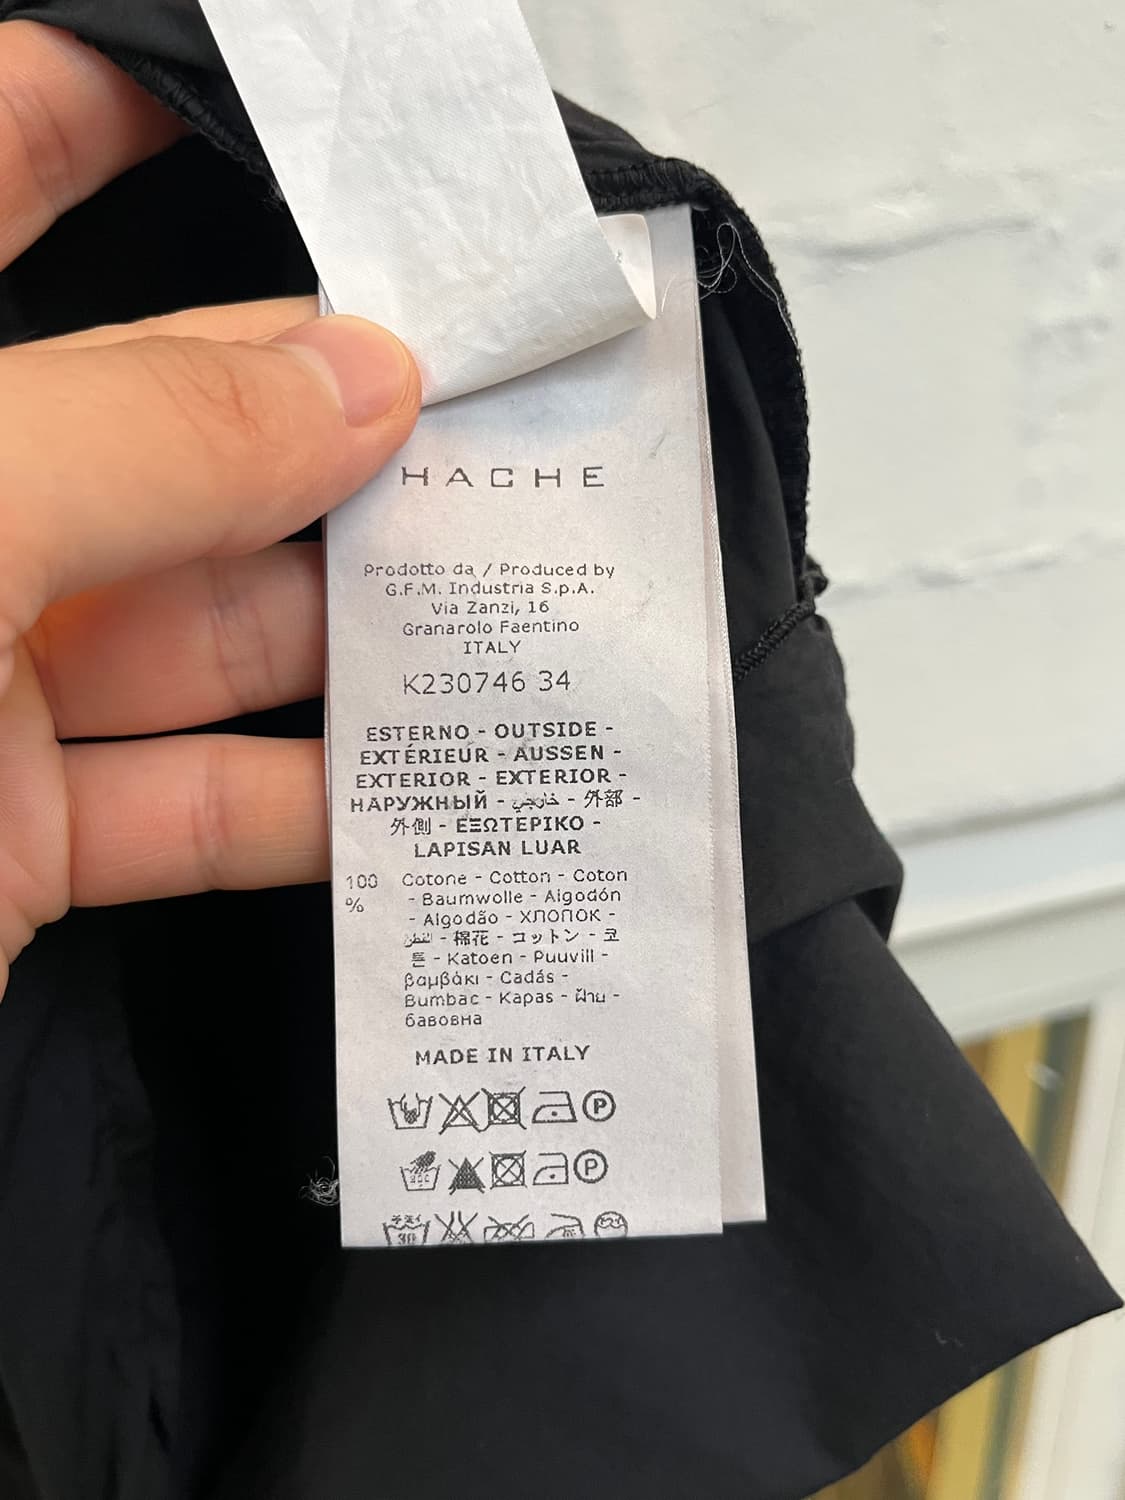 HACHE
Prodotto da / Produced by
G.F.M. Industria S.p.A.
Via Zanzi, 16
Granarolo Faentino
ITALY
K230746 34
ESTERNO - OUTSIDE -
EXTÉRIEUR - AUSSEN -
EXTERIOR - EXTERIOR -
НАРУЖНЫЙ - خارجي - 外部 -
外側 - ΕΞΩΤΕΡΙΚΟ -
LAPISAN LUAR
100 Cotone - Cotton - Coton
% - Baumwolle - Algodón
- Algodão - ХЛОПОК -
القطن - 棉花 - コットン - 코
튼 - Katoen - Puuvill -
βαμβάκι - Cadás -
Bumbac - Kapas - ฝ้าย -
бавовна
MADE IN ITALY
P
P